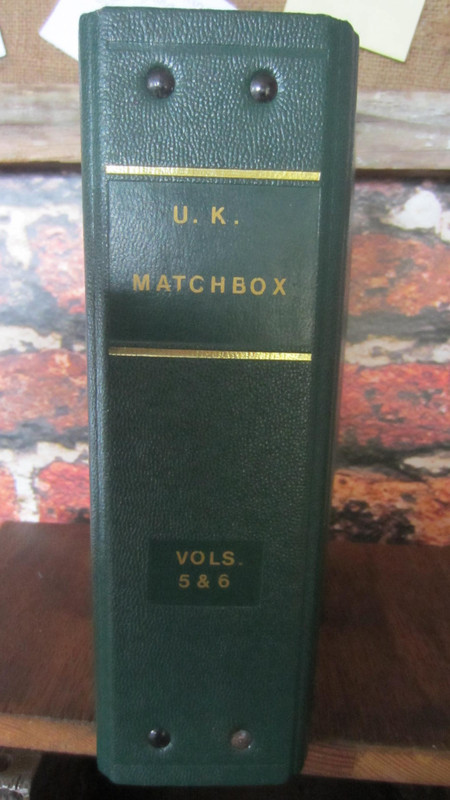 U. K.
MATCHBOX
VOLS.
5 & 6